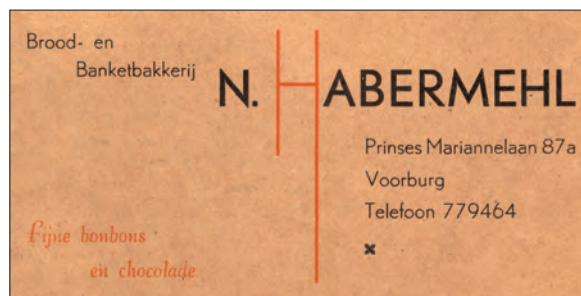 Brood- en
Banketbakkerij
N. HABERMEHL
Prinses Mariannelaan 87a
Voorburg
Telefoon 779464
Fijne bonbons
en chocolade